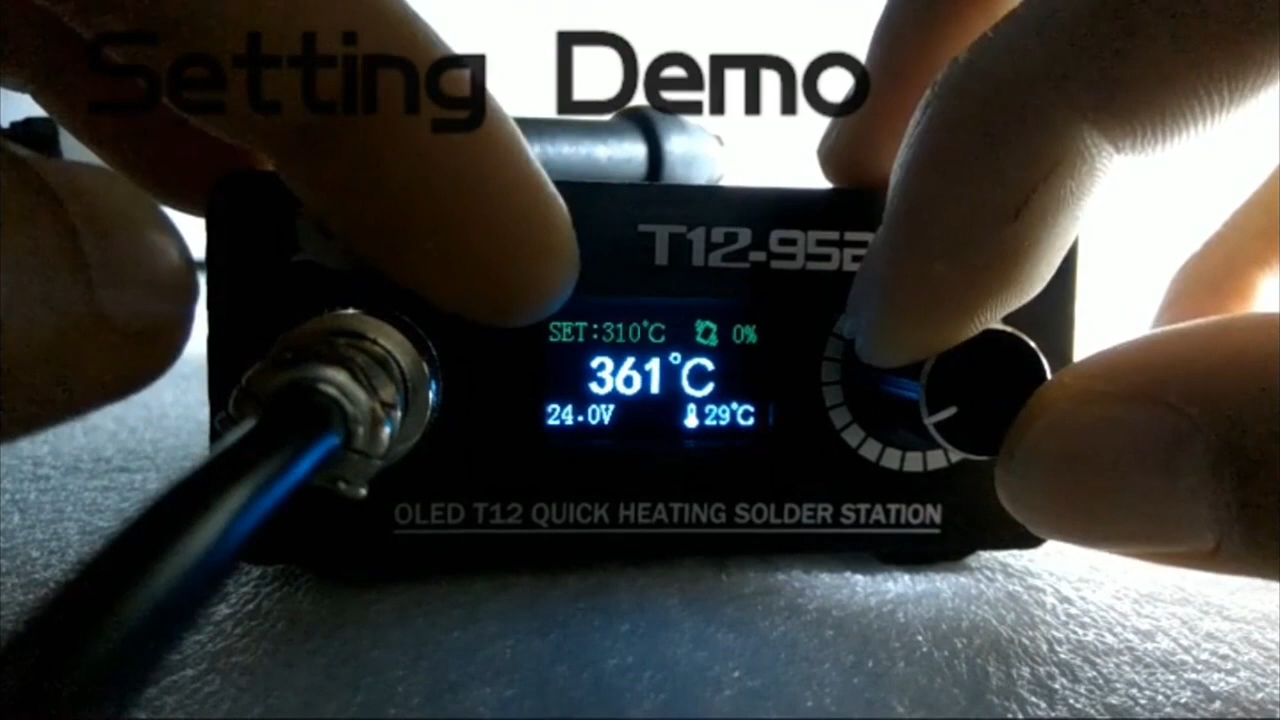 Setting Demo
T12-952
SET:310°C 0%
361°C
24.0V 29°C
OLED T12 QUICK HEATING SOLDER STATION